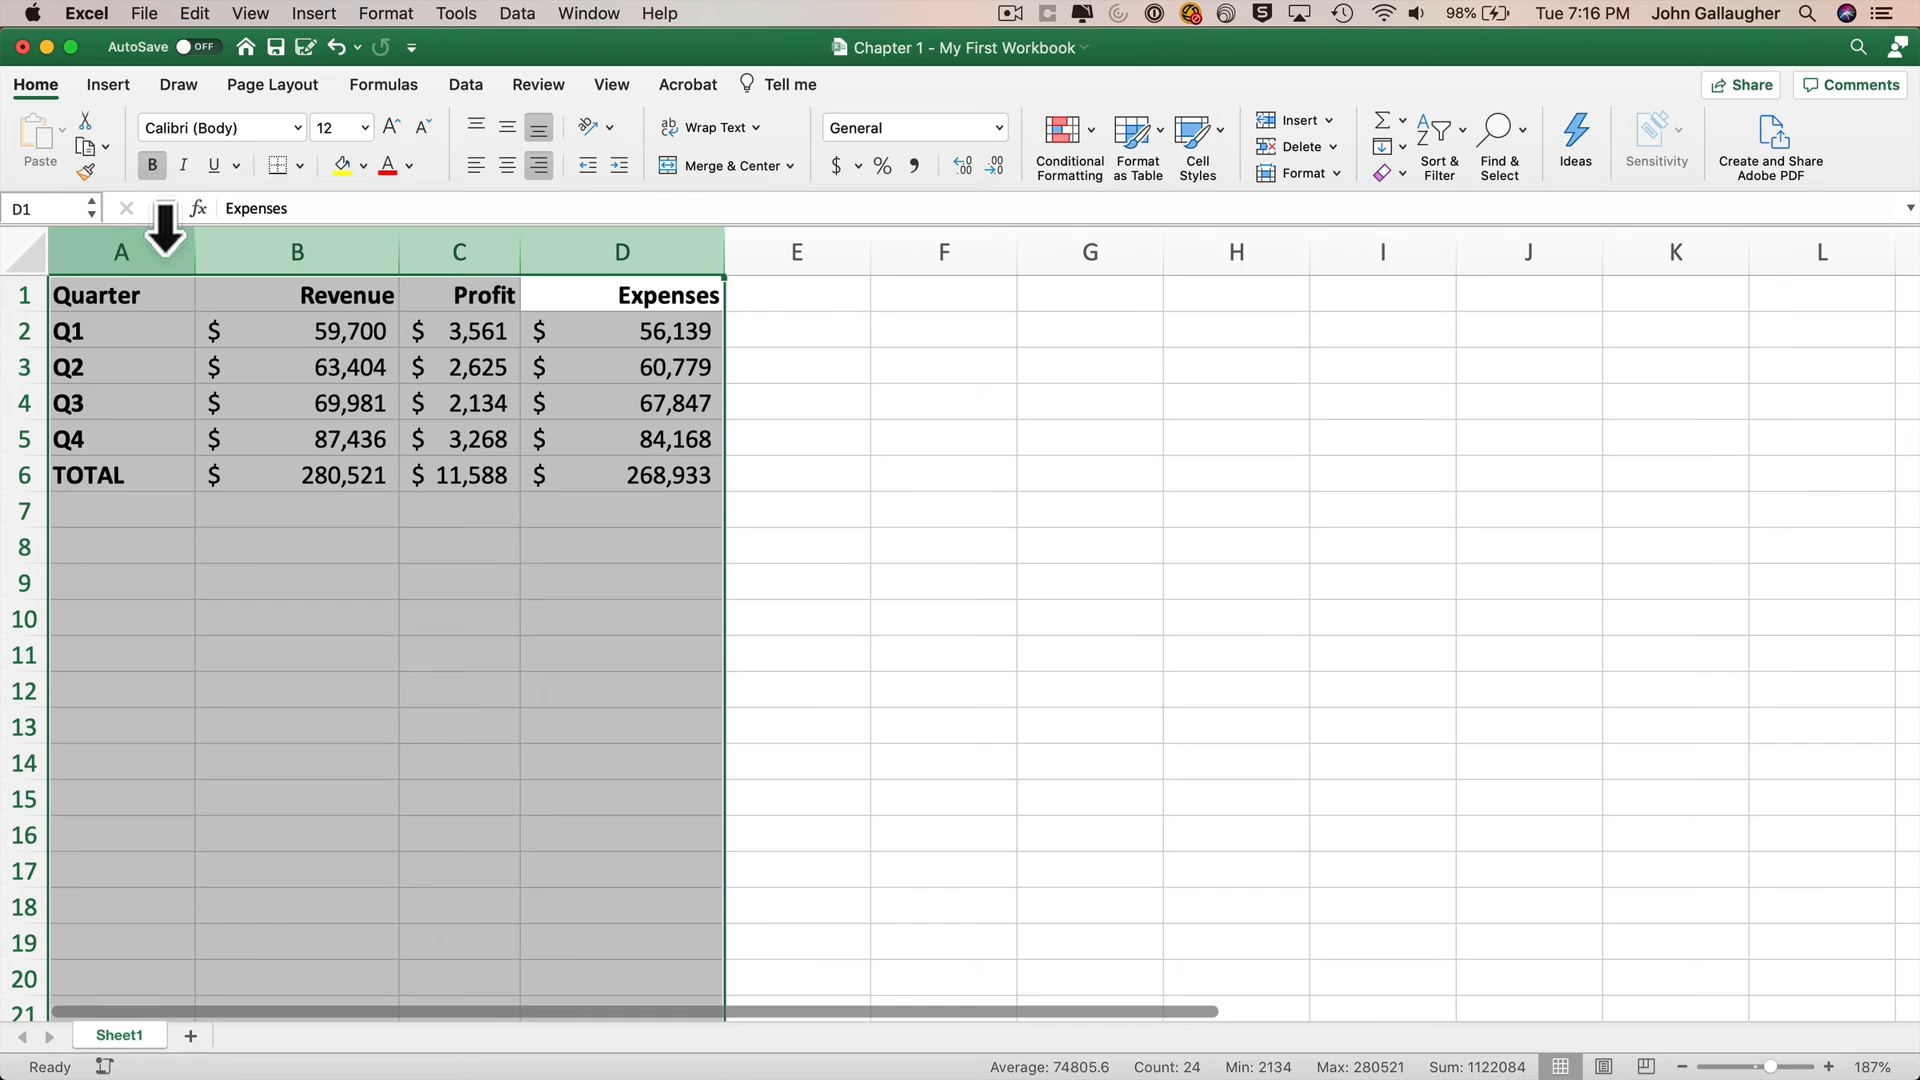 Excel File Edit View Insert Format Tools Data Window Help 98% Tue 7:16 PM John Gallaugher
AutoSave OFF Chapter 1 - My First Workbook
Home Insert Draw Page Layout Formulas Data Review View Acrobat Tell me Share Comments
Paste Calibri (Body) 12 A A Wrap Text General Conditional Formatting Format as Table Cell Styles Insert Sort & Filter Find & Select Ideas Sensitivity Create and Share Adobe PDF
Delete
B I U A Merge & Center $ % Format
D1 fx Expenses
A B C D E F G H I J K L
1 Quarter Revenue Profit Expenses
2 Q1 $ 59,700 $ 3,561 $ 56,139
3 Q2 $ 63,404 $ 2,625 $ 60,779
4 Q3 $ 69,981 $ 2,134 $ 67,847
5 Q4 $ 87,436 $ 3,268 $ 84,168
6 TOTAL $ 280,521 $ 11,588 $ 268,933
7
8
9
10
11
12
13
14
15
16
17
18
19
20
21
Sheet1 +
Ready Average: 74805.6 Count: 24 Min: 2134 Max: 280521 Sum: 1122084 187%